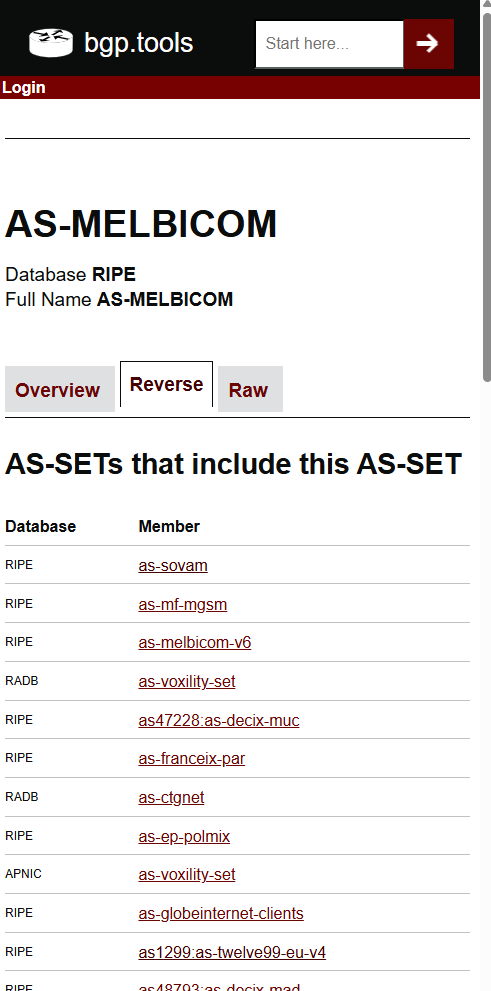 bgp.tools
Start here...
Login
AS-MELBICOM
Database RIPE
Full Name AS-MELBICOM
Overview Reverse Raw
AS-SETs that include this AS-SET
Database Member
RIPE as-sovam
RIPE as-mf-mgsm
RIPE as-melbicom-v6
RADB as-voxility-set
RIPE as47228:as-decix-muc
RIPE as-franceix-par
RADB as-ctgnet
RIPE as-ep-polmix
APNIC as-voxility-set
RIPE as-globeinternet-clients
RIPE as1299:as-twelve99-eu-v4
RIPE as48793:as-decix-mad